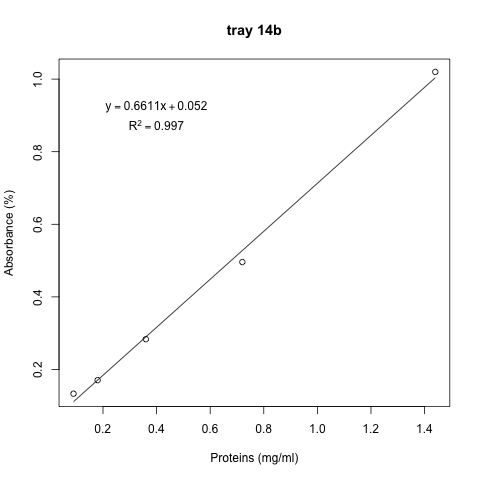 tray 14b
y = 0.6611x + 0.052
R² = 0.997
Absorbance (%)
1.0
0.8
0.6
0.4
0.2
0.2 0.4 0.6 0.8 1.0 1.2 1.4
Proteins (mg/ml)